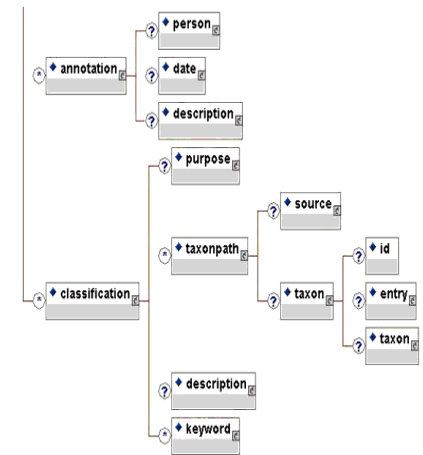 person
annotation
date
description
purpose
source
taxonpath
id
classification
taxon
entry
taxon
description
keyword